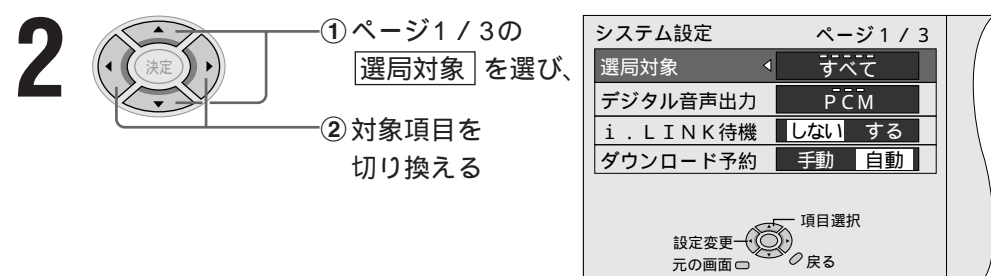 2
決定
①ページ1/3の
選局対象 を選び、
②対象項目を
切り換える
システム設定 ページ1/3
選局対象 すべて
デジタル音声出力 PCM
i.LINK待機 しない する
ダウンロード予約 手動 自動
項目選択
設定変更
元の画面 戻る